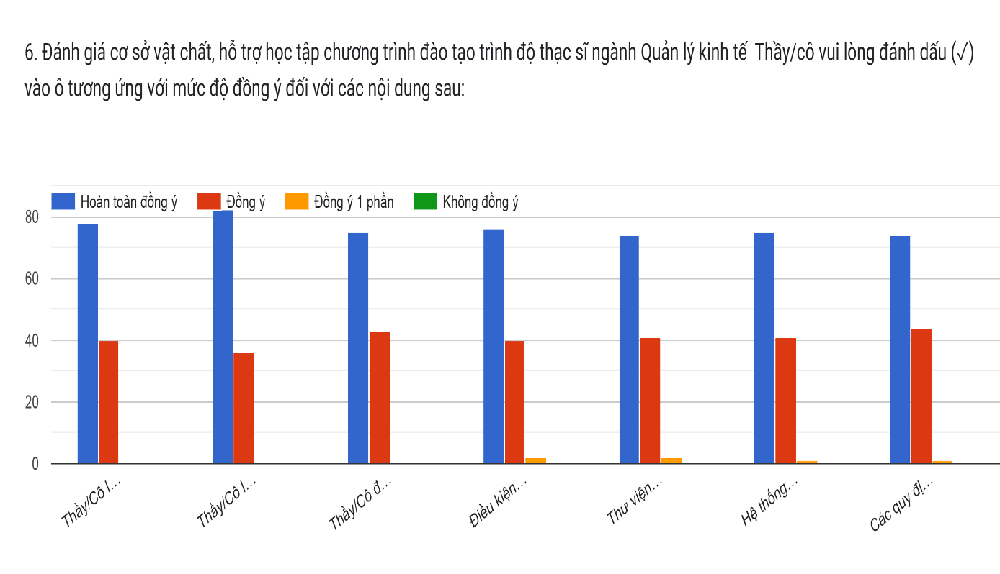 6. Đánh giá cơ sở vật chất, hỗ trợ học tập chương trình đào tạo trình độ thạc sĩ ngành Quản lý kinh tế Thầy/cô vui lòng đánh dấu (✓)
vào ô tương ứng với mức độ đồng ý đối với các nội dung sau:
Hoàn toàn đồng ý Đồng ý Đồng ý 1 phần Không đồng ý
80
60
40
20
0
Thầy/Cô l...
Thầy/Cô l...
Thầy/Cô đ...
Điều kiện...
Thư viện...
Hệ thống...
Các quy đị...